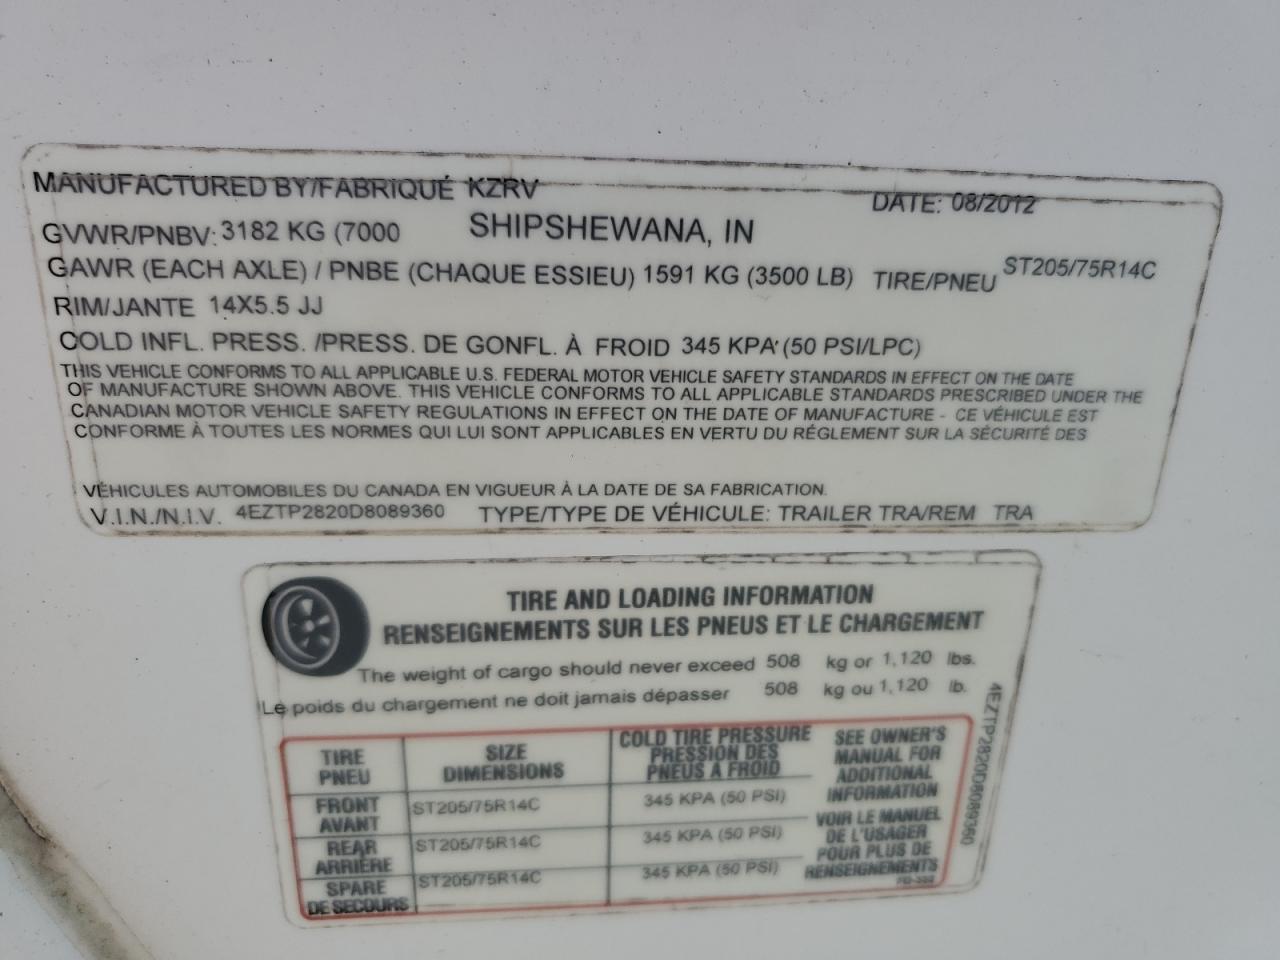 MANUFACTURED BY/FABRIQUÉ KZRV DATE: 08/2012
GVWR/PNBV: 3182 KG (7000 SHIPSHEWANA, IN
GAWR (EACH AXLE) / PNBE (CHAQUE ESSIEU) 1591 KG (3500 LB) TIRE/PNEU ST205/75R14C
RIM/JANTE 14X5.5 JJ
COLD INFL. PRESS. /PRESS. DE GONFL. À FROID 345 KPA (50 PSI/LPC)
THIS VEHICLE CONFORMS TO ALL APPLICABLE U.S. FEDERAL MOTOR VEHICLE SAFETY STANDARDS IN EFFECT ON THE DATE
OF MANUFACTURE SHOWN ABOVE. THIS VEHICLE CONFORMS TO ALL APPLICABLE STANDARDS PRESCRIBED UNDER THE
CANADIAN MOTOR VEHICLE SAFETY REGULATIONS IN EFFECT ON THE DATE OF MANUFACTURE - CE VÉHICULE EST
CONFORME À TOUTES LES NORMES QUI LUI SONT APPLICABLES EN VERTU DU RÉGLEMENT SUR LA SÉCURITÉ DES
VÉHICULES AUTOMOBILES DU CANADA EN VIGUEUR À LA DATE DE SA FABRICATION.
V.I.N./N.I.V. 4EZTP2820D8089360 TYPE/TYPE DE VÉHICULE: TRAILER TRA/REM TRA
TIRE AND LOADING INFORMATION
RENSEIGNEMENTS SUR LES PNEUS ET LE CHARGEMENT
The weight of cargo should never exceed 508 kg or 1,120 lbs.
Le poids du chargement ne doit jamais dépasser 508 kg ou 1,120 lb.
TIRE
PNEU
SIZE
DIMENSIONS
COLD TIRE PRESSURE
PRESSION DES
PNEUS A FROID
FRONT
AVANT
ST205/75R14C
345 KPA (50 PSI)
REAR
ARRIÈRE
ST205/75R14C
345 KPA (50 PSI)
SPARE
DE SECOURS
ST205/75R14C
345 KPA (50 PSI)
SEE OWNER'S
MANUAL FOR
ADDITIONAL
INFORMATION
VOIR LE MANUEL
DE L'USAGER
POUR PLUS DE
RENSEIGNEMENTS
4EZTP2820D8089360